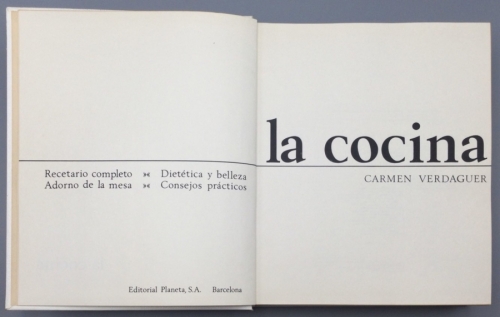 Recetario completo »« Dietética y belleza
Adorno de la mesa »« Consejos prácticos
Editorial Planeta, S.A. Barcelona
la cocina
CARMEN VERDAGUER